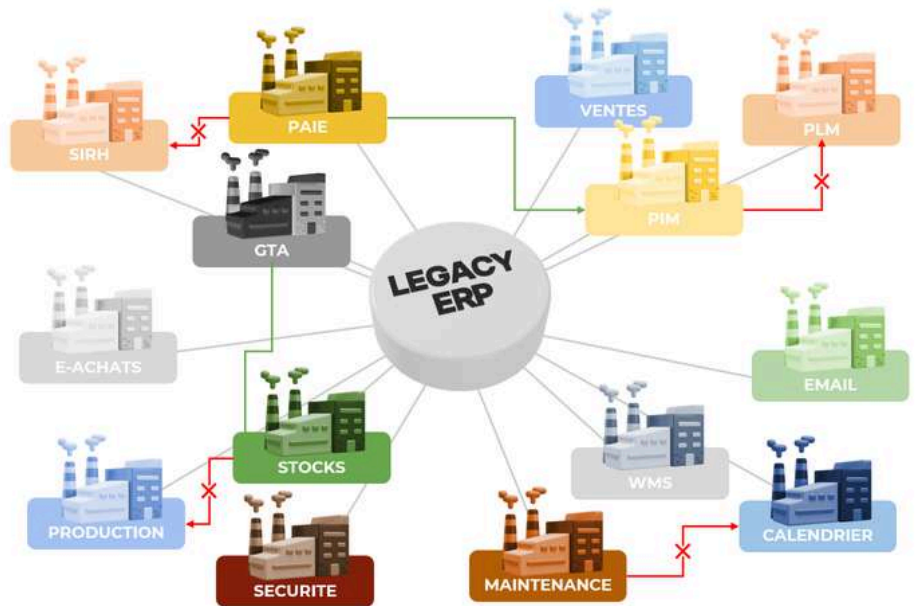 VENTES
PAIE
PLM
SIRH
PIM
GTA
LEGACY
ERP
E-ACHATS
EMAIL
STOCKS
WMS
PRODUCTION
CALENDRIER
SECURITE
MAINTENANCE